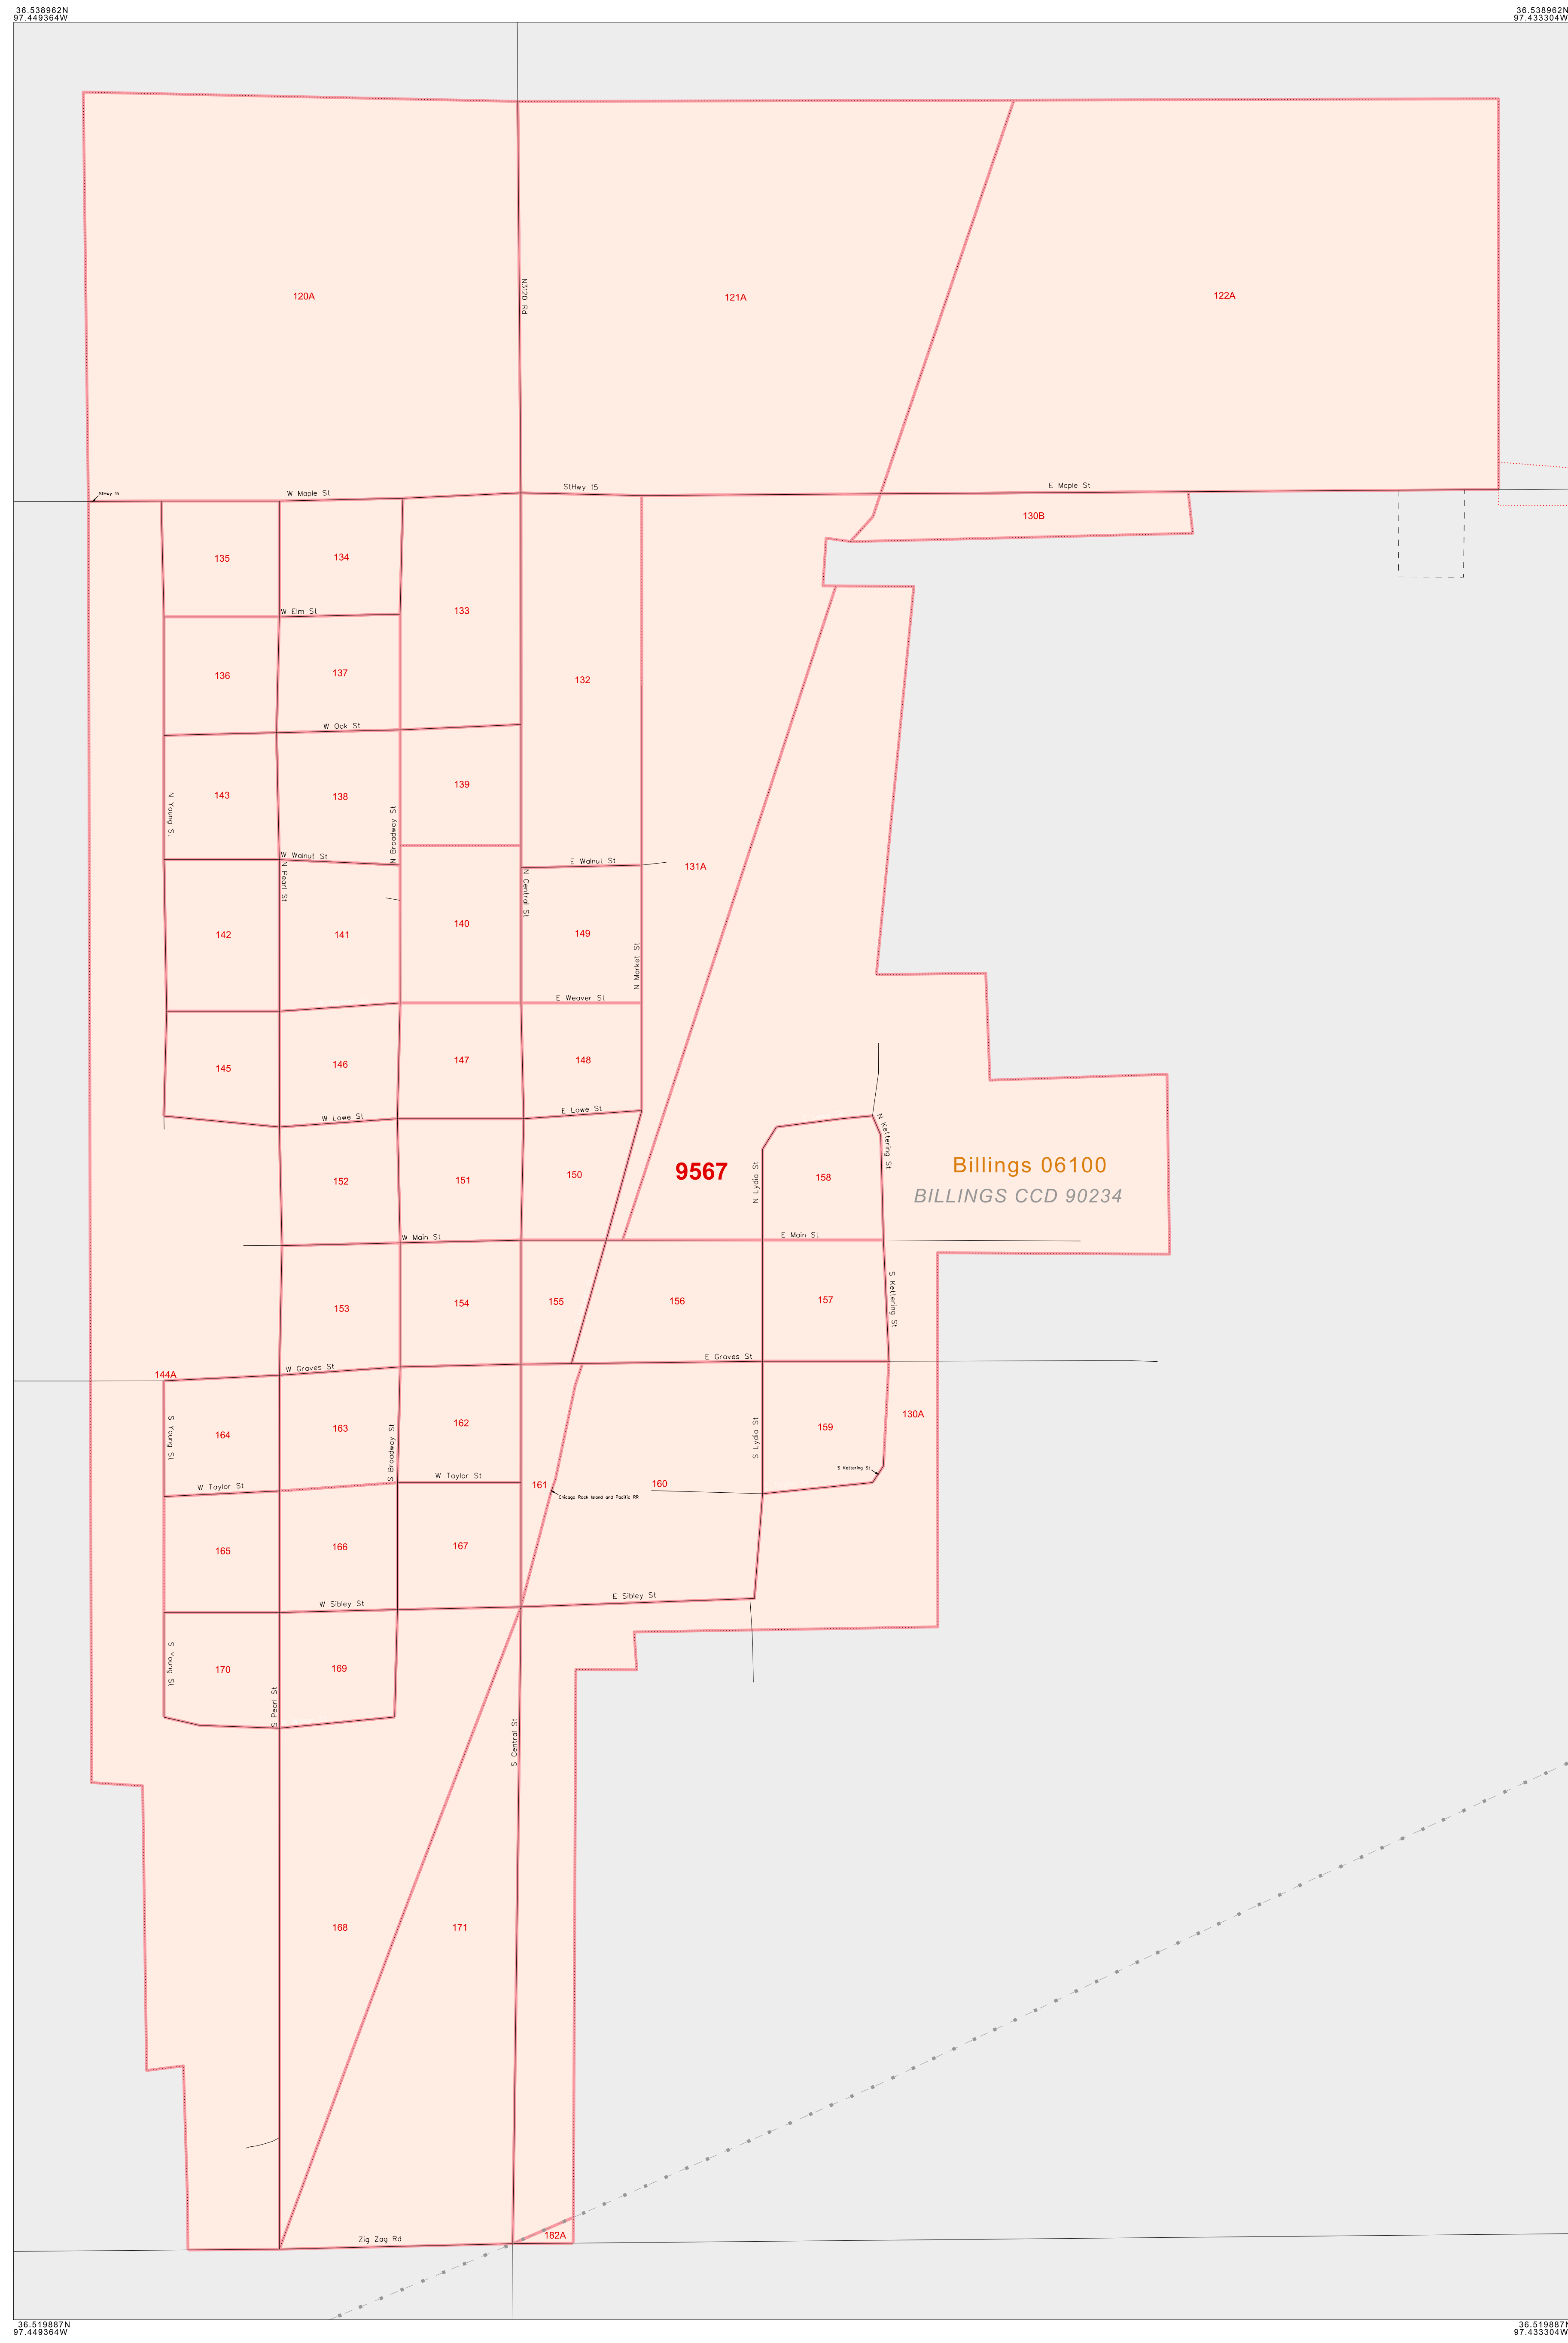 36.538962N
97.449364W
36.538962N
97.433304W
120A
N3120 Rd
121A
122A
StHwy 15
W Maple St
StHwy 15
E Maple St
130B
135
134
133
W Elm St
136
137
132
W Oak St
143
138
139
N Young St
N Broadway St
W Walnut St
E Walnut St
131A
N Pearl St
N Central St
142
141
140
149
N Market St
E Weaver St
145
146
147
148
W Lowe St
E Lowe St
N Kettering St
152
151
150
9567
N Lydia St
158
Billings 06100
BILLINGS CCD 90234
W Main St
E Main St
153
154
155
156
157
S Kettering St
E Graves St
W Graves St
144A
164
163
162
S Young St
S Broadway St
S Lydia St
159
130A
S Kettering St
W Taylor St
W Taylor St
161
160
Chicago Rock Island and Pacific RR
165
166
167
W Sibley St
E Sibley St
S Young St
170
169
S Pearl St
S Central St
168
171
Zig Zag Rd
182A
36.519887N
97.449364W
36.519887N
97.433304W